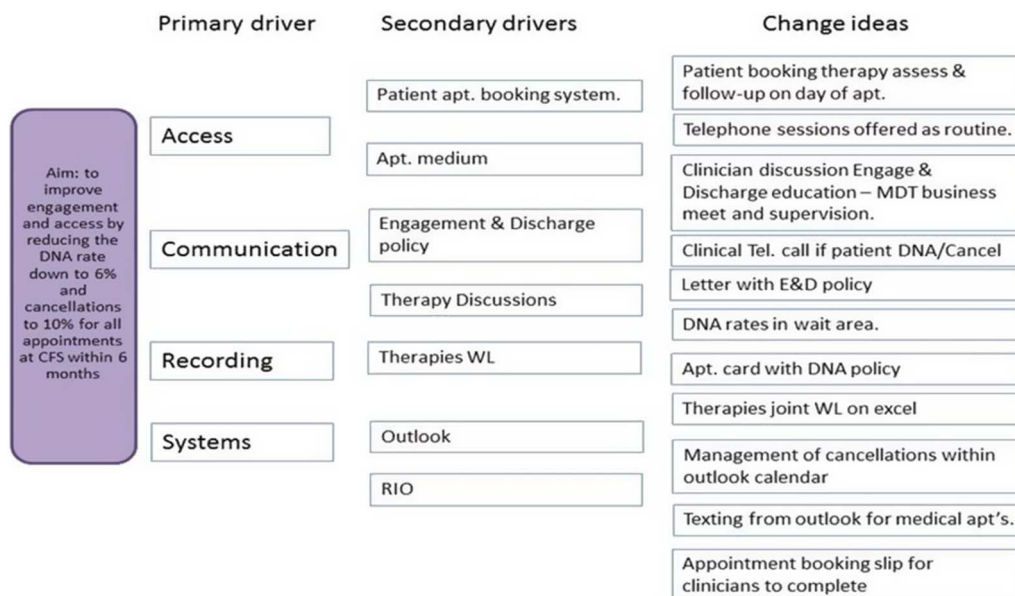 Primary driver
Secondary drivers
Change ideas
Aim: to
improve
engagement
and access by
reducing the
DNA rate
down to 6%
and
cancellations
to 10% for all
appointments
at CFS within 6
months
Access
Communication
Recording
Systems
Patient apt. booking system.
Apt. medium
Engagement & Discharge
policy
Therapy Discussions
Therapies WL
Outlook
RIO
Patient booking therapy assess &
follow-up on day of apt.
Telephone sessions offered as routine.
Clinician discussion Engage &
Discharge education – MDT business
meet and supervision.
Clinical Tel. call if patient DNA/Cancel
Letter with E&D policy
DNA rates in wait area.
Apt. card with DNA policy
Therapies joint WL on excel
Management of cancellations within
outlook calendar
Texting from outlook for medical apt's.
Appointment booking slip for
clinicians to complete